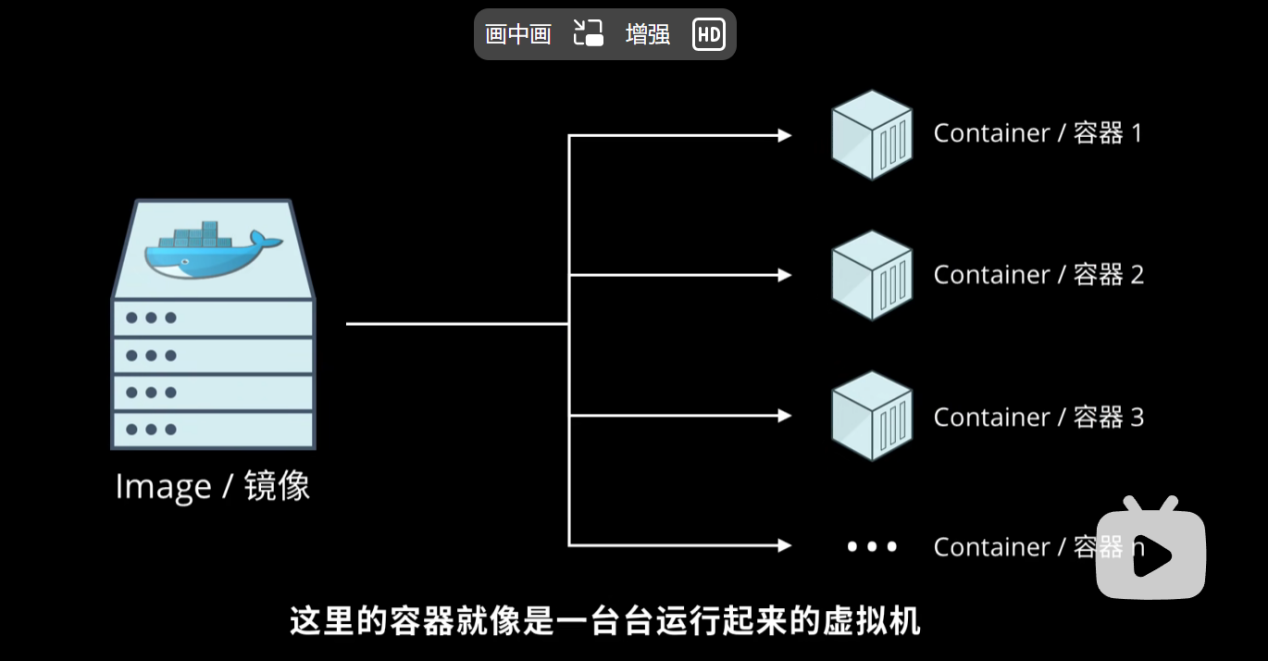 画中画 增强 HD
Container / 容器 1
Container / 容器 2
Container / 容器 3
Image / 镜像
Container / 容器 n
这里的容器就像是一台台运行起来的虚拟机